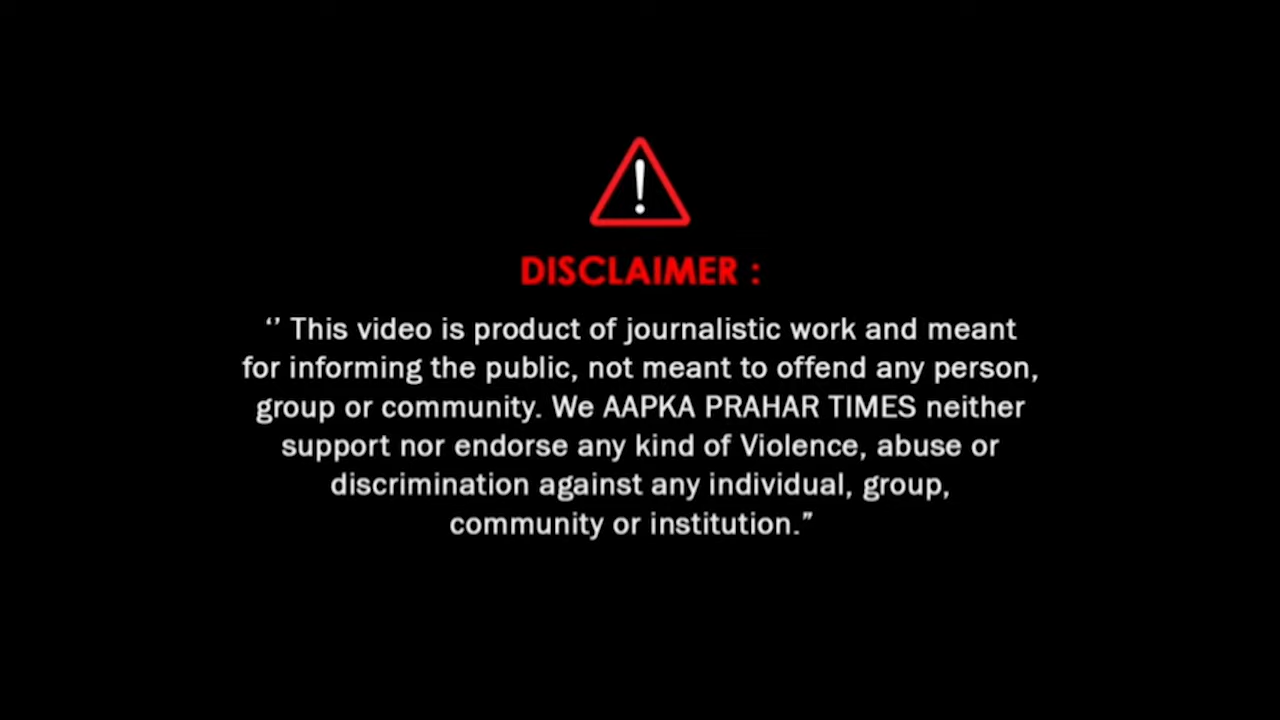 !
DISCLAIMER :
‘’ This video is product of journalistic work and meant
for informing the public, not meant to offend any person,
group or community. We AAPKA PRAHAR TIMES neither
support nor endorse any kind of Violence, abuse or
discrimination against any individual, group,
community or institution.”